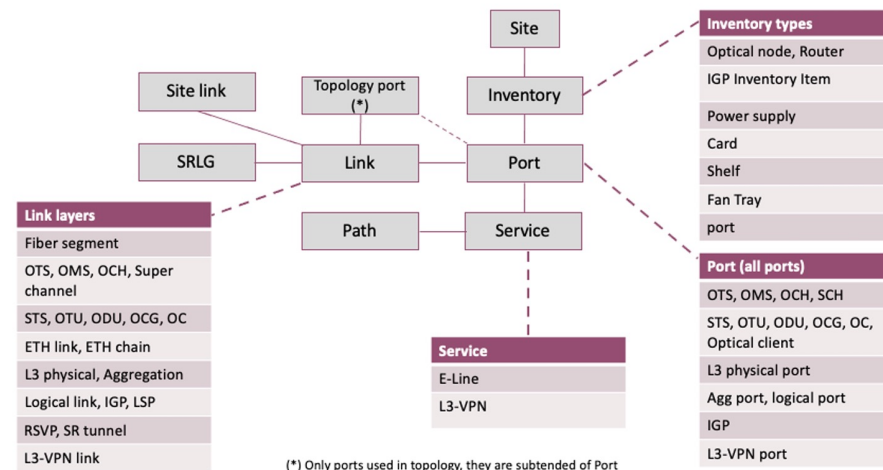 Site
Inventory
Site link
Topology port
(*)
SRLG
Link
Port
Path
Service
Inventory types
Optical node, Router
IGP Inventory Item
Power supply
Card
Shelf
Fan Tray
port
Link layers
Fiber segment
OTS, OMS, OCH, Super
channel
STS, OTU, ODU, OCG, OC
ETH link, ETH chain
L3 physical, Aggregation
Logical link, IGP, LSP
RSVP, SR tunnel
L3-VPN link
Service
E-Line
L3-VPN
Port (all ports)
OTS, OMS, OCH, SCH
STS, OTU, ODU, OCG, OC,
Optical client
L3 physical port
Agg port, logical port
IGP
L3-VPN port
(*) Only ports used in topology, they are subtended of Port